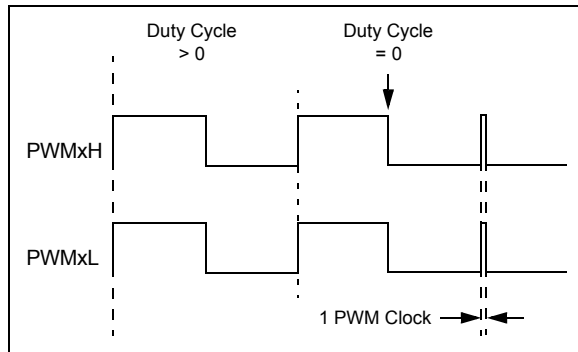 Duty Cycle
> 0
Duty Cycle
= 0
PWMxH
PWMxL
1 PWM Clock